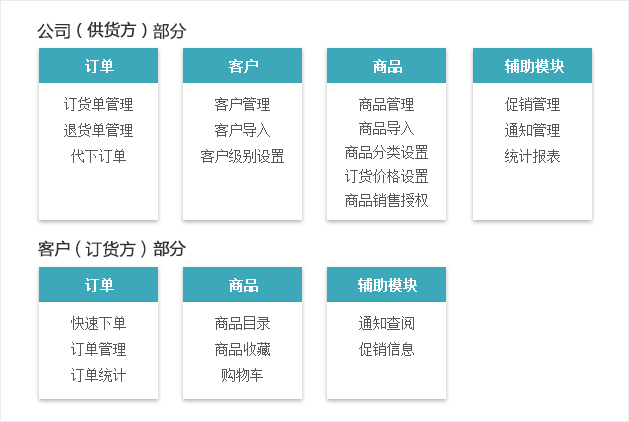 公司（供货方）部分
订单
订货单管理
退货单管理
代下订单
客户
客户管理
客户导入
客户级别设置
商品
商品管理
商品导入
商品分类设置
订货价格设置
商品销售授权
辅助模块
促销管理
通知管理
统计报表
客户（订货方）部分
订单
快速下单
订单管理
订单统计
商品
商品目录
商品收藏
购物车
辅助模块
通知查阅
促销信息